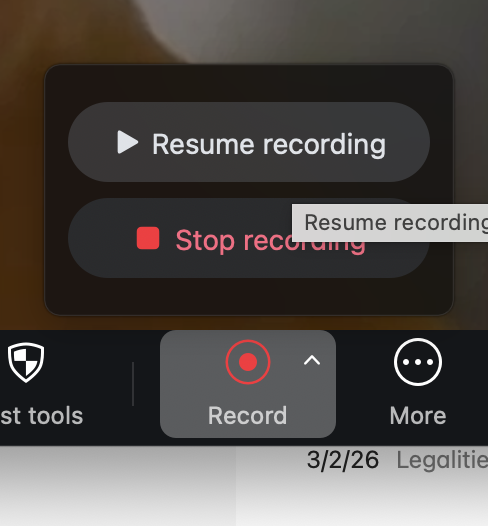 Resume recording
Stop recording
Resume recording
st tools
Record
More
3/2/26 Legalitie